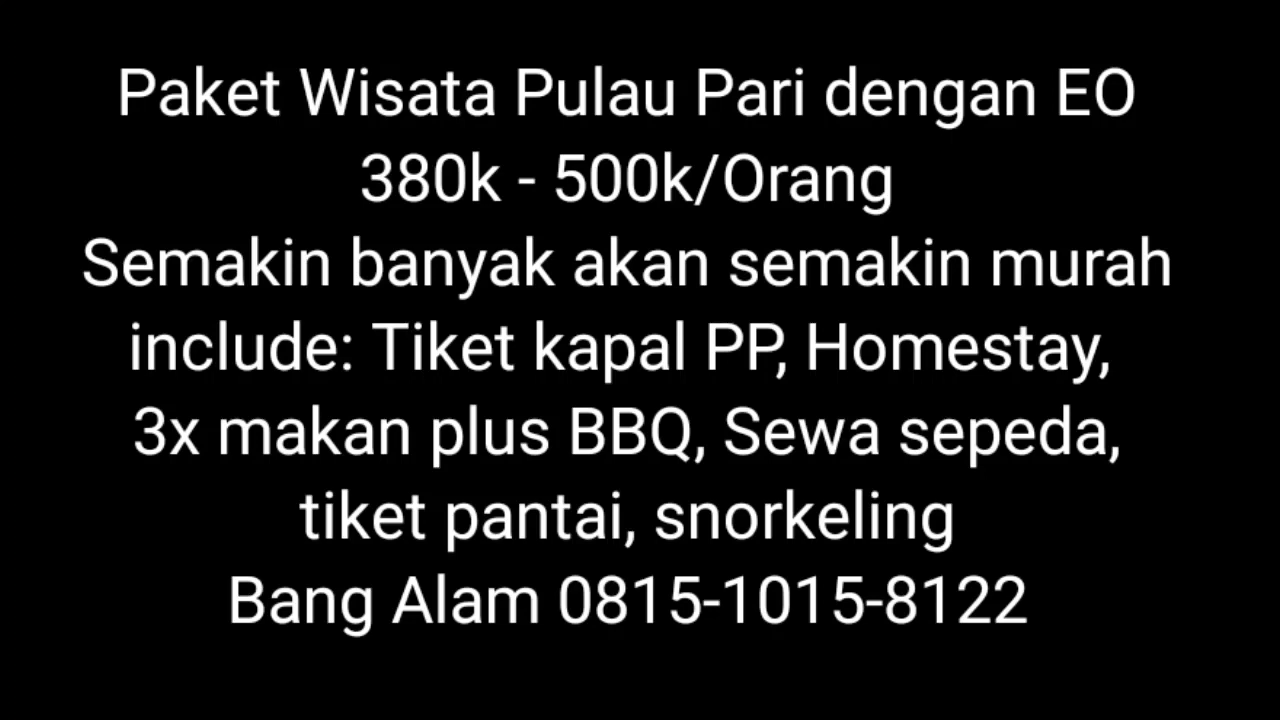 Paket Wisata Pulau Pari dengan EO
380k - 500k/Orang
Semakin banyak akan semakin murah
include: Tiket kapal PP, Homestay,
3x makan plus BBQ, Sewa sepeda,
tiket pantai, snorkeling
Bang Alam 0815-1015-8122